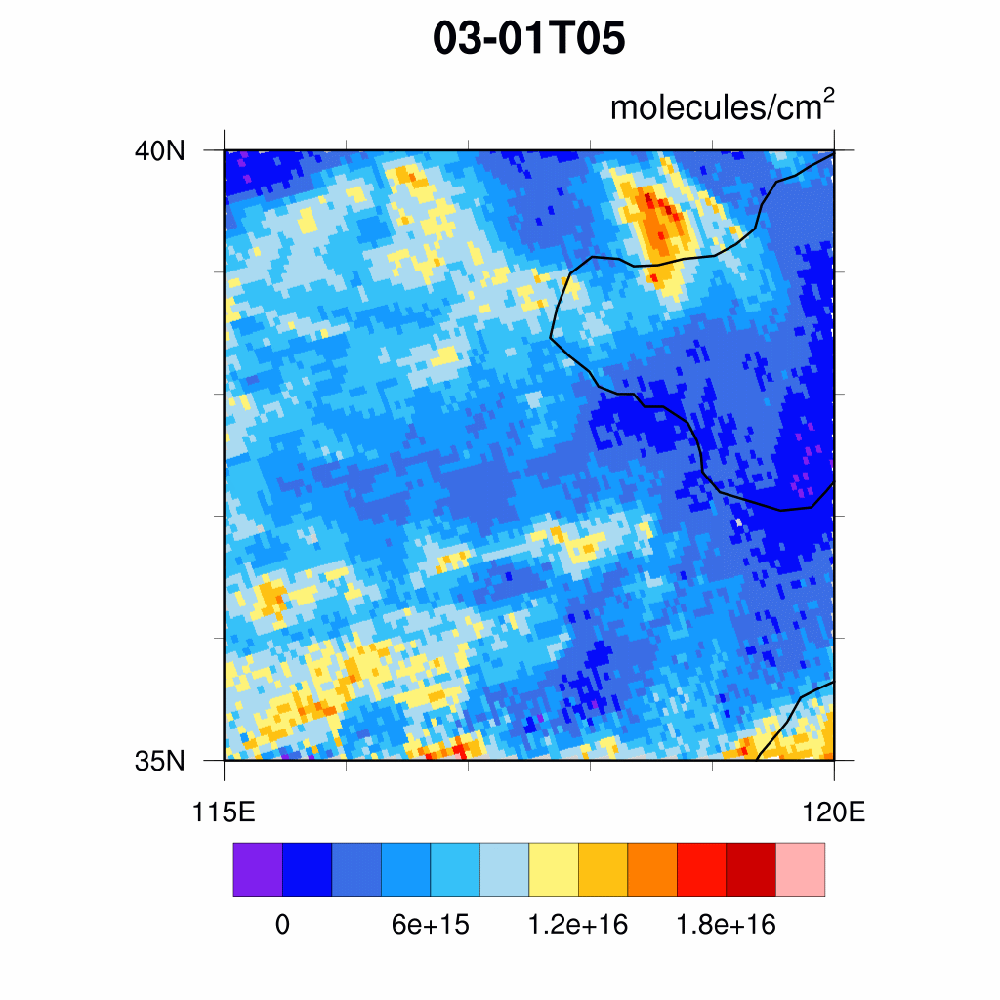 03-01T05
molecules/cm²
40N
35N
115E 120E
0 6e+15 1.2e+16 1.8e+16